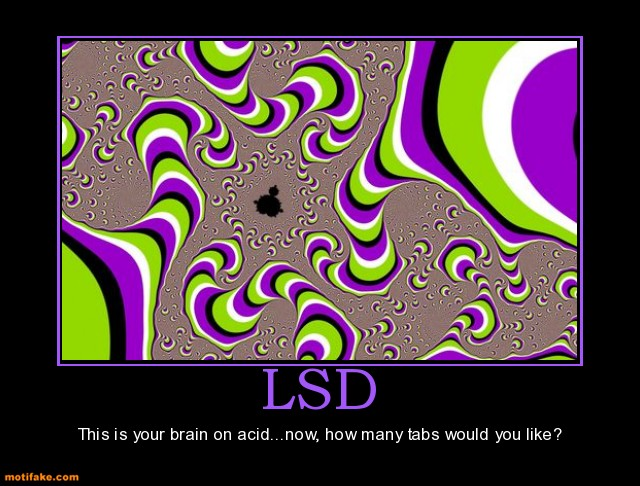 LSD
This is your brain on acid...now, how many tabs would you like?
motifake.com